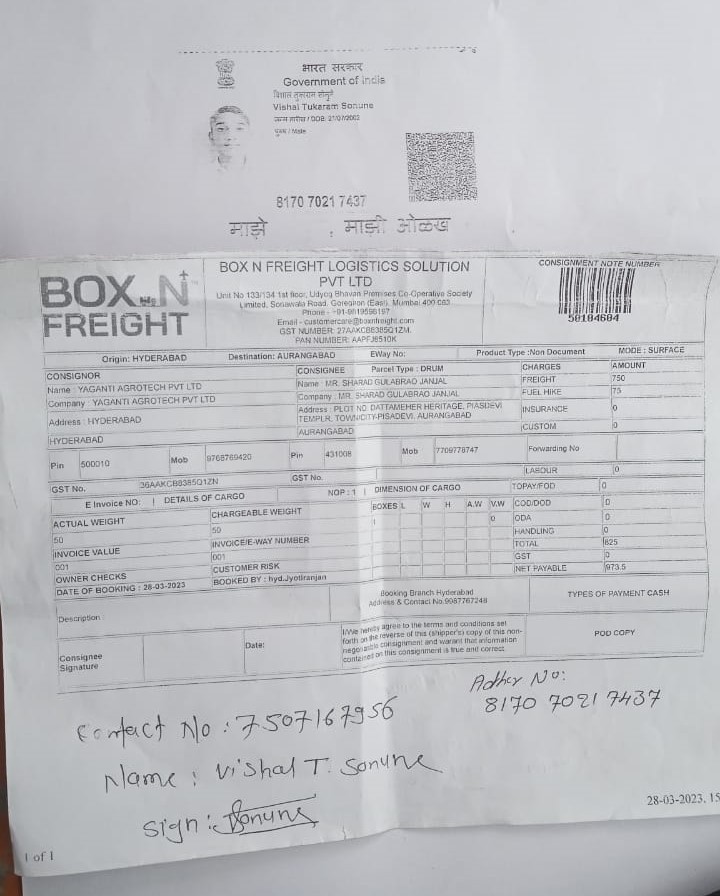 भारत सरकार
Government of India
Vishal Tukaram Sonune
DOB: 21/07/2002
/ Male
8170 7021 7437
माझे , माझी ओळख
BOX N FREIGHT
BOX N FREIGHT LOGISTICS SOLUTION PVT LTD
Unit No 133/134 1st floor, Udyog Bhavan Premises Co-Operative Society
Limited, Sonawala Road, Goregaon (East), Mumbai 400 063
Phone - +91-9819556197
Email - customercare@boxnfreight.com
GST NUMBER: 27AAKCB8385Q1ZM
PAN NUMBER: AAPFJ6510K
CONSIGNMENT NOTE NUMBER
58184684
Origin: HYDERABAD Destination: AURANGABAD EWay No: Product Type :Non Document MODE : SURFACE
CONSIGNOR CONSIGNEE Parcel Type : DRUM CHARGES AMOUNT
Name : YAGANTI AGROTECH PVT LTD Name : MR. SHARAD GULABRAO JANJAL FREIGHT 750
Company : YAGANTI AGROTECH PVT LTD Company : MR. SHARAD GULABRAO JANJAL FUEL HIKE 75
Address : HYDERABAD Address : PLOT NO DATTAMEHER HERITAGE, PIASDEVI INSURANCE 0
TEMPLR, TOWN/CITY-PISADEVI, AURANGABAD
HYDERABAD AURANGABAD CUSTOM 0
Pin 500010 Mob 9768769420 Pin 431008 Mob 7709778747 Forwarding No
GST No. 36AAKCB8385Q1ZN GST No. LABOUR 0
E Invoice NO: DETAILS OF CARGO NOP : 1 DIMENSION OF CARGO TOPAY/FOD 0
ACTUAL WEIGHT CHARGEABLE WEIGHT BOXES L W H A.W V.W COD/DOD 0
50 50 1 0 ODA 0
INVOICE VALUE INVOICE/E-WAY NUMBER HANDLING 0
001 001 TOTAL 825
OWNER CHECKS CUSTOMER RISK GST 0
DATE OF BOOKING : 28-03-2023 BOOKED BY : hyd.Jyotiranjan NET PAYABLE 973.5
Description : Booking Branch Hyderabad TYPES OF PAYMENT CASH
Address & Contact No.9087767248
Consignee Signature Date: I/We hereby agree to the terms and conditions set POD COPY
forth on the reverse of this (shipper's) copy of this non-
negotiable consignment and warrant that information
contained on this consignment is true and correct.
Adhar No:
8170 7021 7437
Contact No : 7507167956
Name : Vishal T. Sonune
Sign : Sonune
28-03-2023, 15
1 of 1